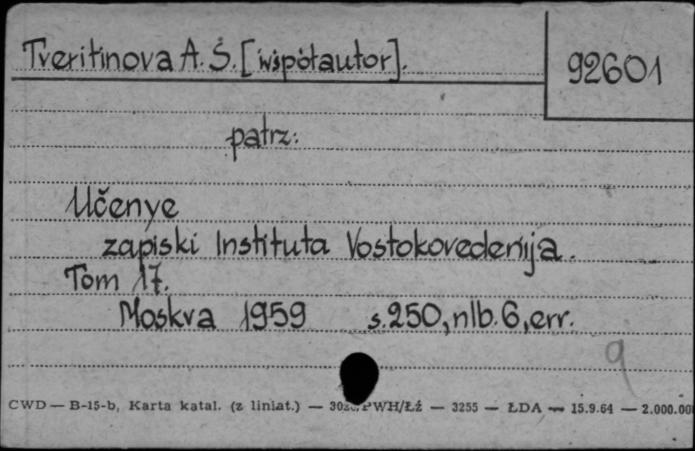 Tveritinova A. S. [współautor].
92601
patrz:
Učenye
zapiski Instituta Vostokovedenija.
Tom 17.
Moskva 1959 s. 250, nlb. 6, err.
9
CWD — B-15-b, Karta katal. (z liniat.) — PWH/Łź — 3255 — ŁDA — 15.9.64 — 2.000.00